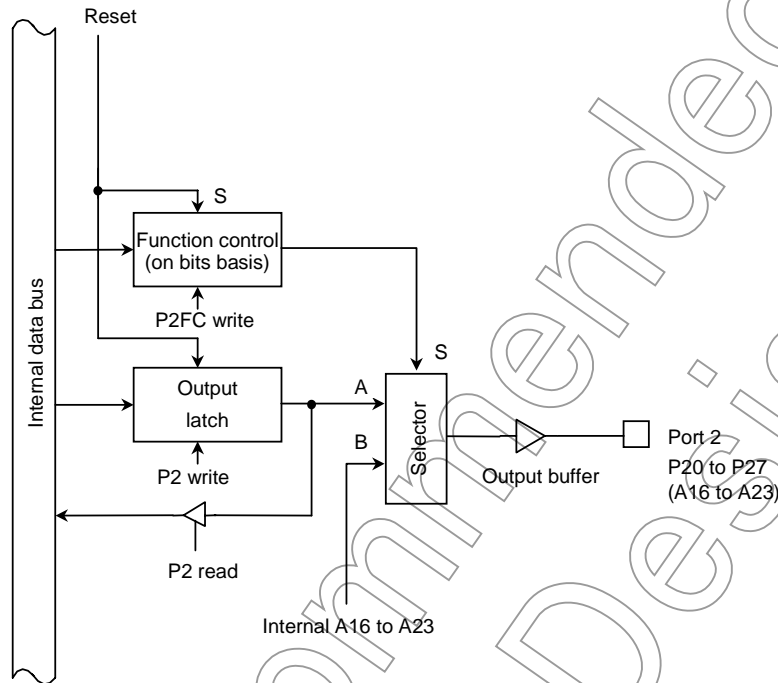 Reset
S
Function control
(on bits basis)
P2FC write
S
Internal data bus
Output
latch
A
B
Selector
P2 write
Output buffer
Port 2
P20 to P27
(A16 to A23)
P2 read
Internal A16 to A23